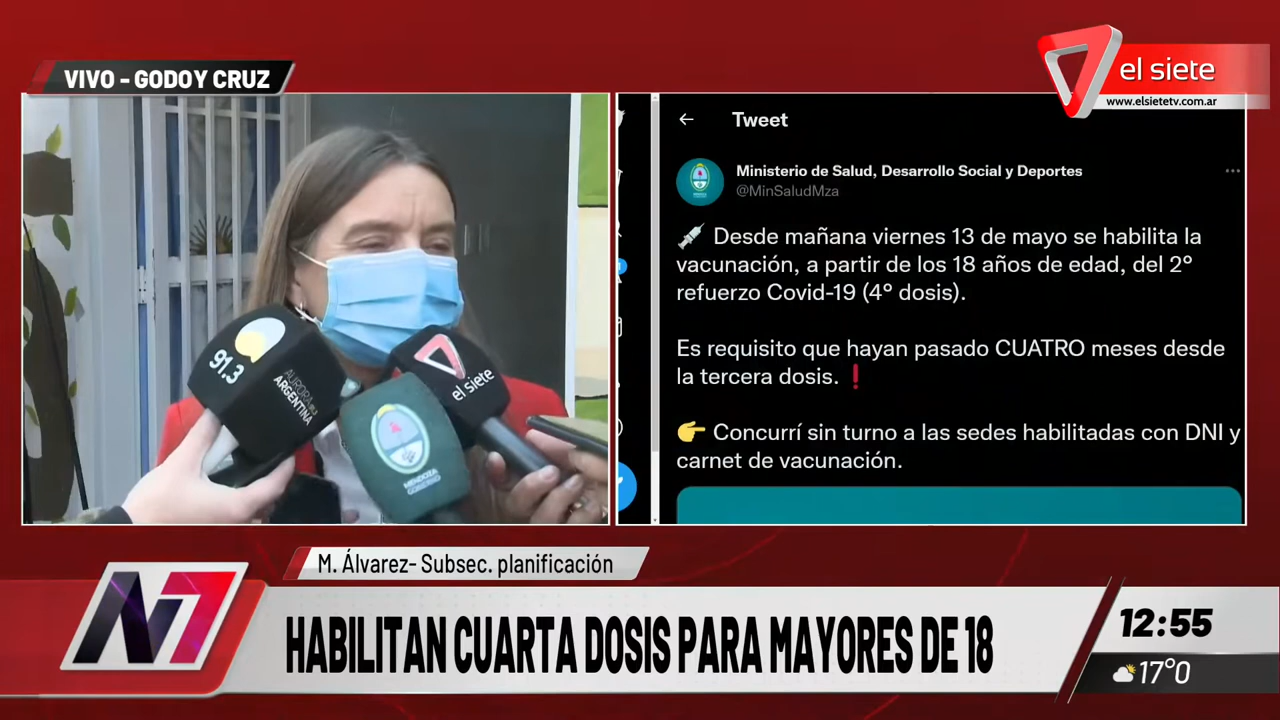 VIVO - GODOY CRUZ
el siete
www.elsietetv.com.ar
91.3
AURORA
ARGENTINA
MENDOZA
GOBIERNO
el siete
Tweet
Ministerio de Salud, Desarrollo Social y Deportes
@MinSaludMza
Desde mañana viernes 13 de mayo se habilita la
vacunación, a partir de los 18 años de edad, del 2°
refuerzo Covid-19 (4° dosis).
Es requisito que hayan pasado CUATRO meses desde
la tercera dosis. ❗
👉 Concurrí sin turno a las sedes habilitadas con DNI y
carnet de vacunación.
M. Álvarez- Subsec. planificación
N7
HABILITAN CUARTA DOSIS PARA MAYORES DE 18
12:55
17°0